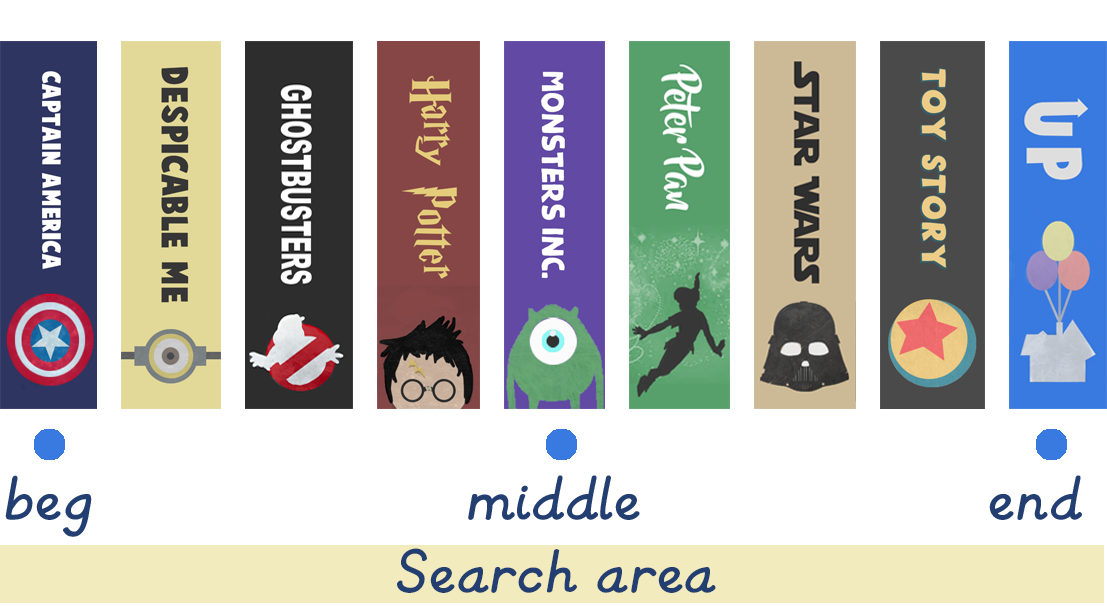 CAPTAIN AMERICA
DESPICABLE ME
GHOSTBUSTERS
Harry Potter
MONSTERS INC.
Peter Pan
STAR WARS
TOY STORY
UP
beg
middle
end
Search area